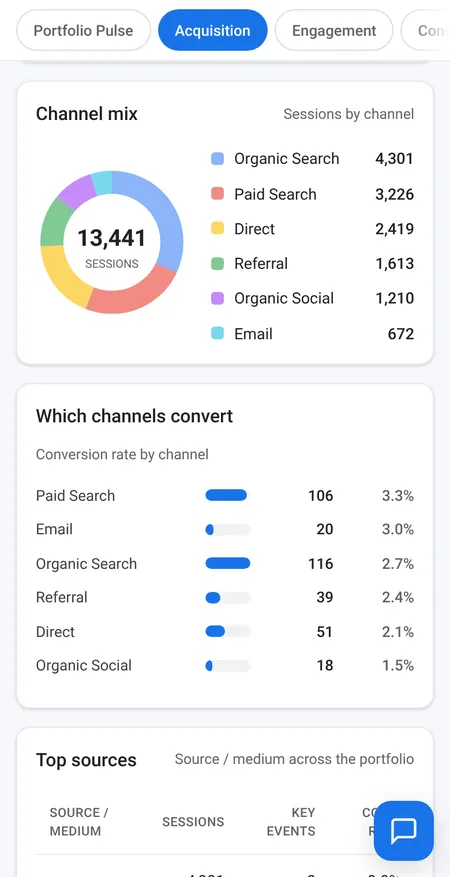 Portfolio Pulse Acquisition Engagement
Channel mix Sessions by channel
13,441
SESSIONS
Organic Search 4,301
Paid Search 3,226
Direct 2,419
Referral 1,613
Organic Social 1,210
Email 672
Which channels convert
Conversion rate by channel
Paid Search 106 3.3%
Email 20 3.0%
Organic Search 116 2.7%
Referral 39 2.4%
Direct 51 2.1%
Organic Social 18 1.5%
Top sources Source / medium across the portfolio
SOURCE / MEDIUM SESSIONS KEY EVENTS